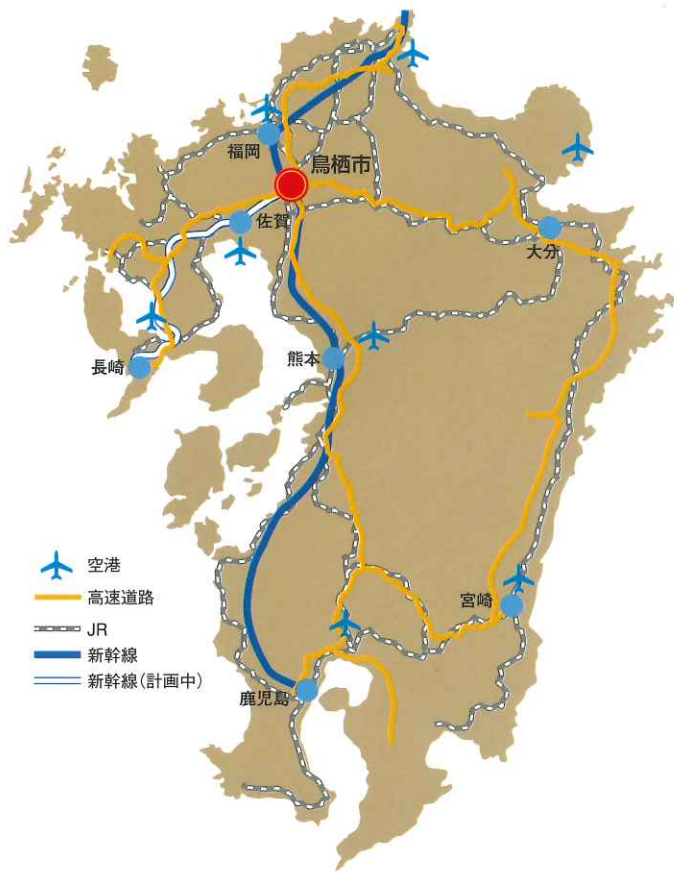 福岡
鳥栖市
佐賀
大分
長崎
熊本
空港
高速道路
宮崎
JR
新幹線
新幹線(計画中)
鹿児島